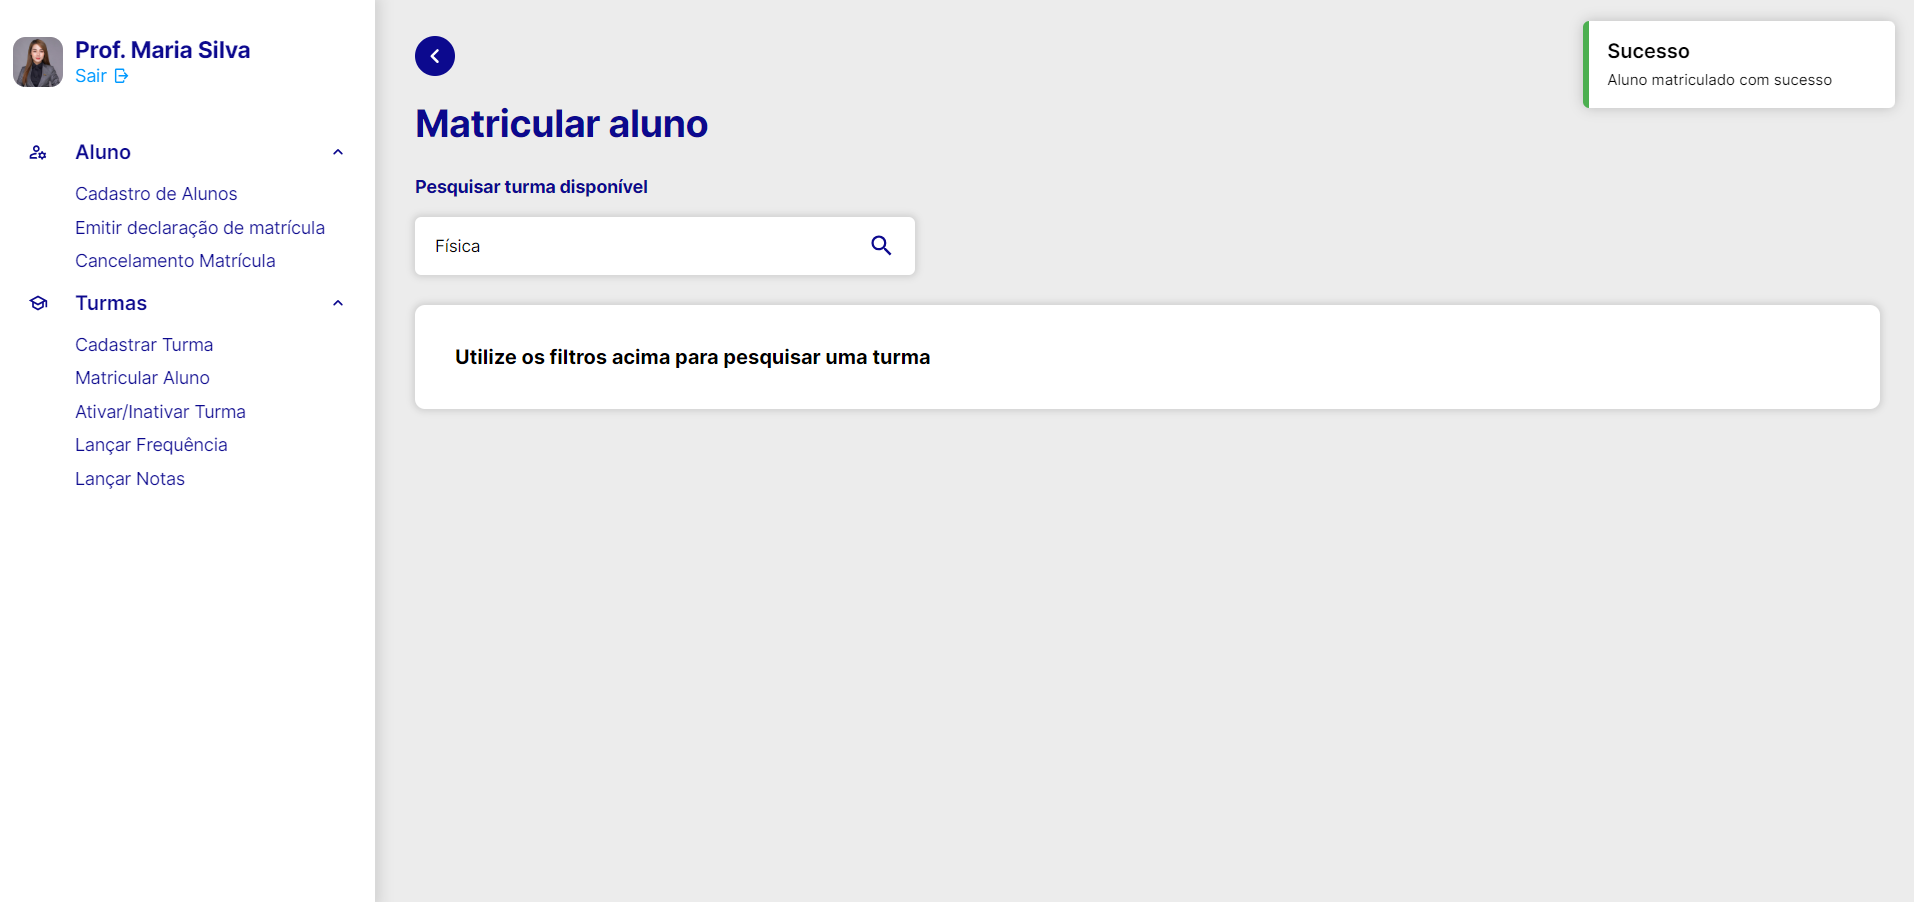 Prof. Maria Silva
Sair
Aluno
Cadastro de Alunos
Emitir declaração de matrícula
Cancelamento Matrícula
Turmas
Cadastrar Turma
Matricular Aluno
Ativar/Inativar Turma
Lançar Frequência
Lançar Notas
Matricular aluno
Pesquisar turma disponível
Física
Utilize os filtros acima para pesquisar uma turma
Sucesso
Aluno matriculado com sucesso